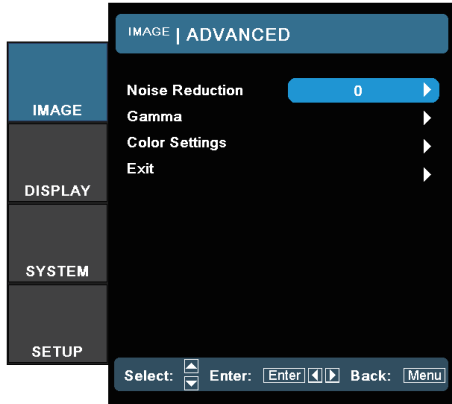 IMAGE | ADVANCED
IMAGE
DISPLAY
SYSTEM
SETUP
Noise Reduction 0
Gamma
Color Settings
Exit
Select: Enter: Enter Back: Menu